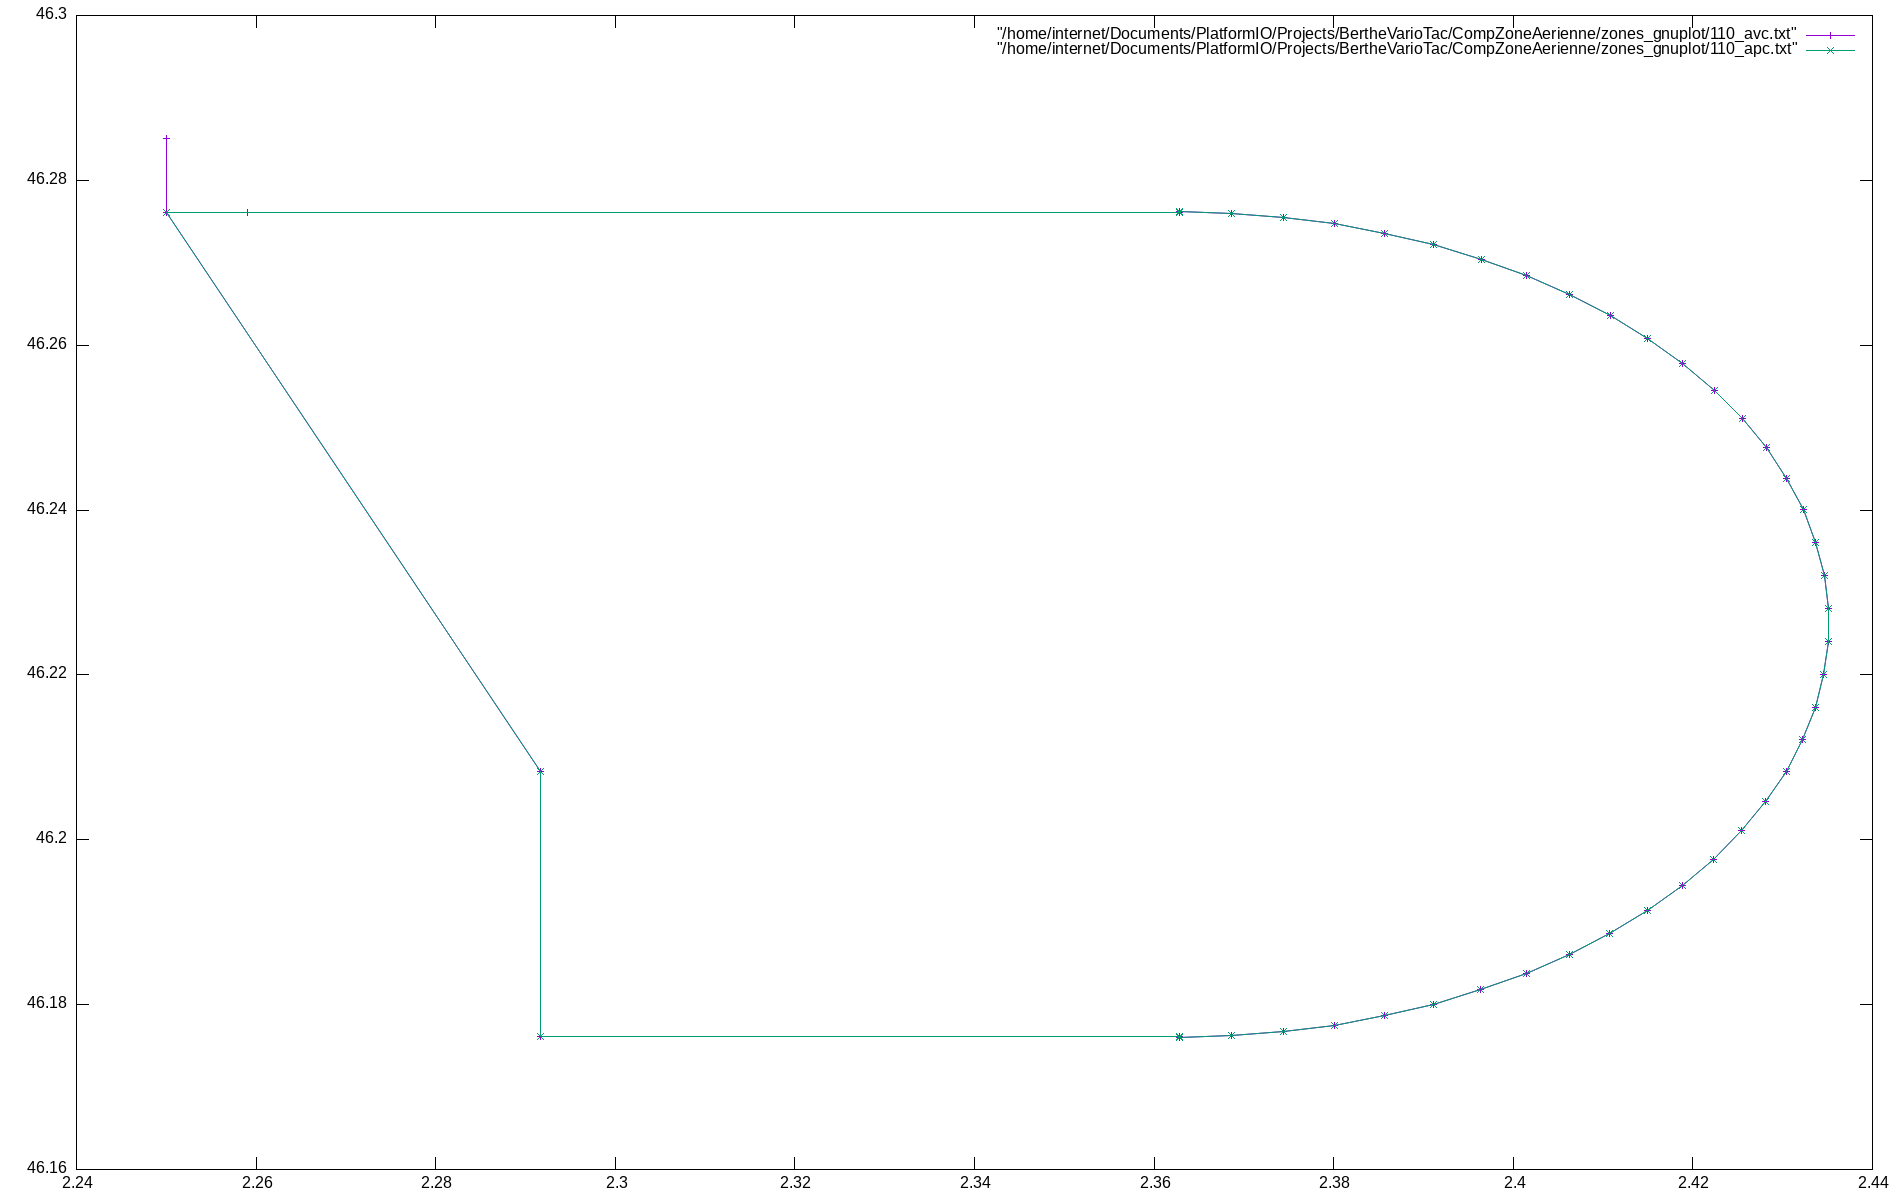 46.3
"/home/internet/Documents/PlatformIO/Projects/BertheVarioTac/CompZoneAerienne/zones_gnuplot/110_avc.txt"
"/home/internet/Documents/PlatformIO/Projects/BertheVarioTac/CompZoneAerienne/zones_gnuplot/110_apc.txt"
46.28
46.26
46.24
46.22
46.2
46.18
46.16
2.24 2.26 2.28 2.3 2.32 2.34 2.36 2.38 2.4 2.42 2.44